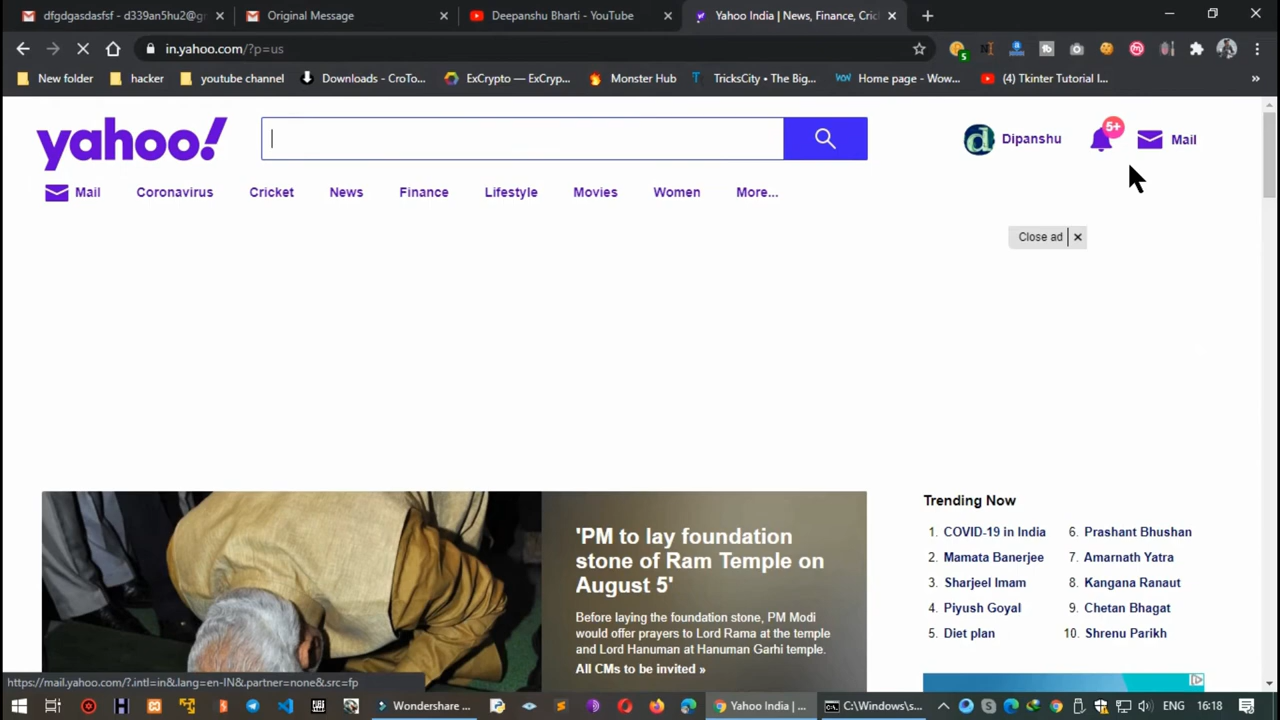 dfgdgasdasfsf - d339an5hu2@gr
Original Message
Deepanshu Bharti - YouTube
Yahoo India | News, Finance, Cric
in.yahoo.com/?p=us
5
New folder
hacker
youtube channel
Downloads - CroTo...
ExCrypto — ExCryp...
Monster Hub
TricksCity • The Big...
Home page - Wow...
(4) Tkinter Tutorial I...
»
yahoo!
Dipanshu
5+
Mail
Mail
Coronavirus
Cricket
News
Finance
Lifestyle
Movies
Women
More...
Close ad
'PM to lay foundation
stone of Ram Temple on
August 5'
Before laying the foundation stone, PM Modi
would offer prayers to Lord Rama at the temple
and Lord Hanuman at Hanuman Garhi temple.
All CMs to be invited »
Trending Now
1. COVID-19 in India
2. Mamata Banerjee
3. Sharjeel Imam
4. Piyush Goyal
5. Diet plan
6. Prashant Bhushan
7. Amarnath Yatra
8. Kangana Ranaut
9. Chetan Bhagat
10. Shrenu Parikh
https://mail.yahoo.com/?.intl=in&.lang=en-IN&.partner=none&.src=fp
Wondershare ...
Yahoo India | ...
C:\Windows\s...
ENG
16:18